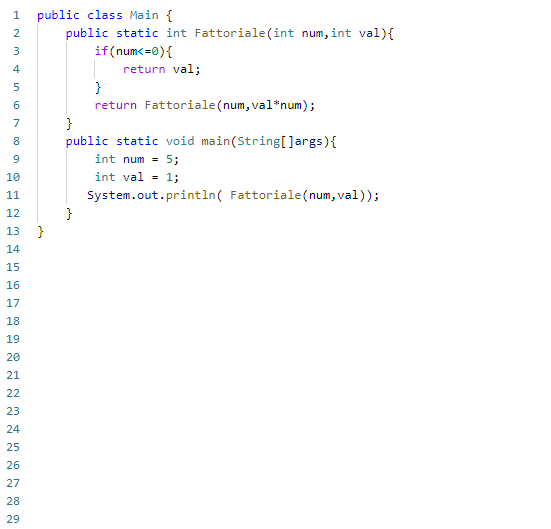 1 public class Main {
2 public static int Fattoriale(int num,int val){
3 if(num<=0){
4 return val;
5 }
6 return Fattoriale(num,val*num);
7 }
8 public static void main(String[]args){
9 int num = 5;
10 int val = 1;
11 System.out.println( Fattoriale(num,val));
12 }
13 }
14
15
16
17
18
19
20
21
22
23
24
25
26
27
28
29